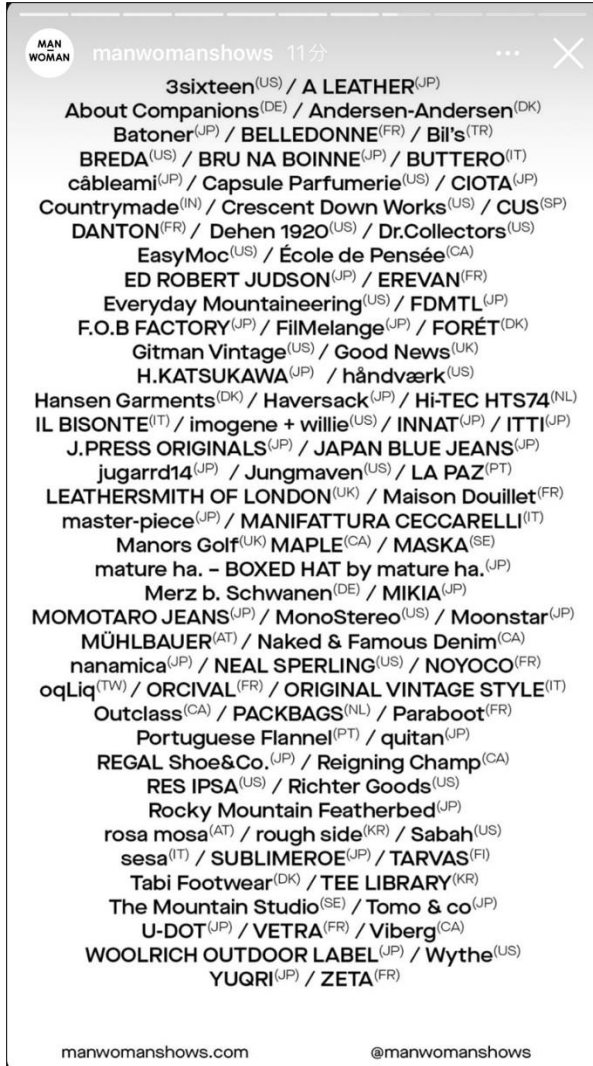 MAN
WOMAN
manwomanshows 11分
3sixteen(US) / A LEATHER(JP)
About Companions(DE) / Andersen-Andersen(DK)
Batoner(JP) / BELLEDONNE(FR) / Bil's(TR)
BREDA(US) / BRU NA BOINNE(JP) / BUTTERO(IT)
câbleami(JP) / Capsule Parfumerie(US) / CIOTA(JP)
Countrymade(IN) / Crescent Down Works(US) / CUS(SP)
DANTON(FR) / Dehen 1920(US) / Dr.Collectors(US)
EasyMoc(US) / École de Pensée(CA)
ED ROBERT JUDSON(JP) / EREVAN(FR)
Everyday Mountaineering(US) / FDMTL(JP)
F.O.B FACTORY(JP) / FilMelange(JP) / FORÉT(DK)
Gitman Vintage(US) / Good News(UK)
H.KATSUKAWA(JP) / håndværk(US)
Hansen Garments(DK) / Haversack(JP) / Hi-TEC HTS74(NL)
IL BISONTE(IT) / imogene + willie(US) / INNAT(JP) / ITTI(JP)
J.PRESS ORIGINALS(JP) / JAPAN BLUE JEANS(JP)
jugarrd14(JP) / Jungmaven(US) / LA PAZ(PT)
LEATHERSMITH OF LONDON(UK) / Maison Douillet(FR)
master-piece(JP) / MANIFATTURA CECCARELLI(IT)
Manors Golf(UK) MAPLE(CA) / MASKA(SE)
mature ha. – BOXED HAT by mature ha.(JP)
Merz b. Schwanen(DE) / MIKIA(JP)
MOMOTARO JEANS(JP) / MonoStereo(US) / Moonstar(JP)
MÜHLBAUER(AT) / Naked & Famous Denim(CA)
nanamica(JP) / NEAL SPERLING(US) / NOYOCO(FR)
oqLiq(TW) / ORCIVAL(FR) / ORIGINAL VINTAGE STYLE(IT)
Outclass(CA) / PACKBAGS(NL) / Paraboot(FR)
Portuguese Flannel(PT) / quitan(JP)
REGAL Shoe&Co.(JP) / Reigning Champ(CA)
RES IPSA(US) / Richter Goods(US)
Rocky Mountain Featherbed(JP)
rosa mosa(AT) / rough side(KR) / Sabah(US)
sesa(IT) / SUBLIMEROE(JP) / TARVAS(FI)
Tabi Footwear(DK) / TEE LIBRARY(KR)
The Mountain Studio(SE) / Tomo & co(JP)
U-DOT(JP) / VETRA(FR) / Viberg(CA)
WOOLRICH OUTDOOR LABEL(JP) / Wythe(US)
YUQRI(JP) / ZETA(FR)
manwomanshows.com @manwomanshows